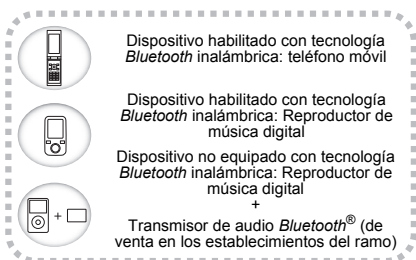 Dispositivo habilitado con tecnología
Bluetooth inalámbrica: teléfono móvil
Dispositivo habilitado con tecnología
Bluetooth inalámbrica: Reproductor de
música digital
Dispositivo no equipado con tecnología
Bluetooth inalámbrica: Reproductor de
música digital
+
+
Transmisor de audio Bluetooth® (de
venta en los establecimientos del ramo)